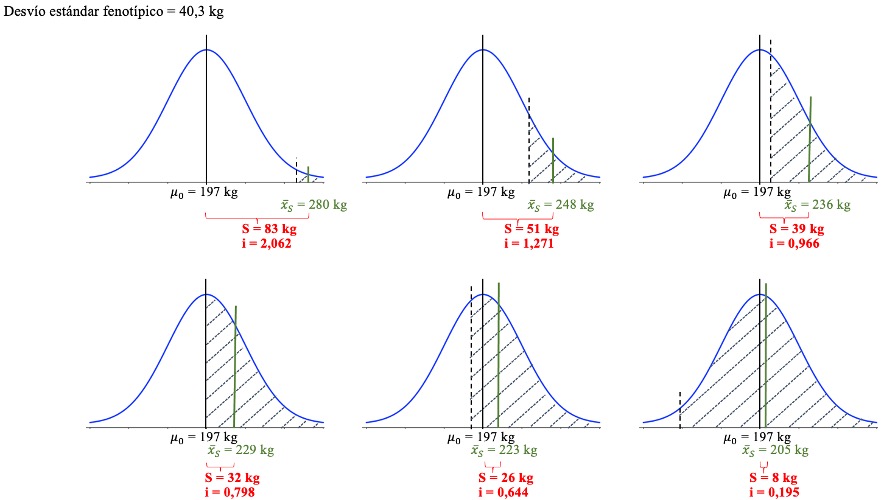 Desvío estándar fenotípico = 40,3 kg
μ₀ = 197 kg
x̄ₛ = 280 kg
S = 83 kg
i = 2,062
μ₀ = 197 kg
x̄ₛ = 248 kg
S = 51 kg
i = 1,271
μ₀ = 197 kg
x̄ₛ = 236 kg
S = 39 kg
i = 0,966
μ₀ = 197 kg
x̄ₛ = 229 kg
S = 32 kg
i = 0,798
μ₀ = 197 kg
x̄ₛ = 223 kg
S = 26 kg
i = 0,644
μ₀ = 197 kg
x̄ₛ = 205 kg
S = 8 kg
i = 0,195